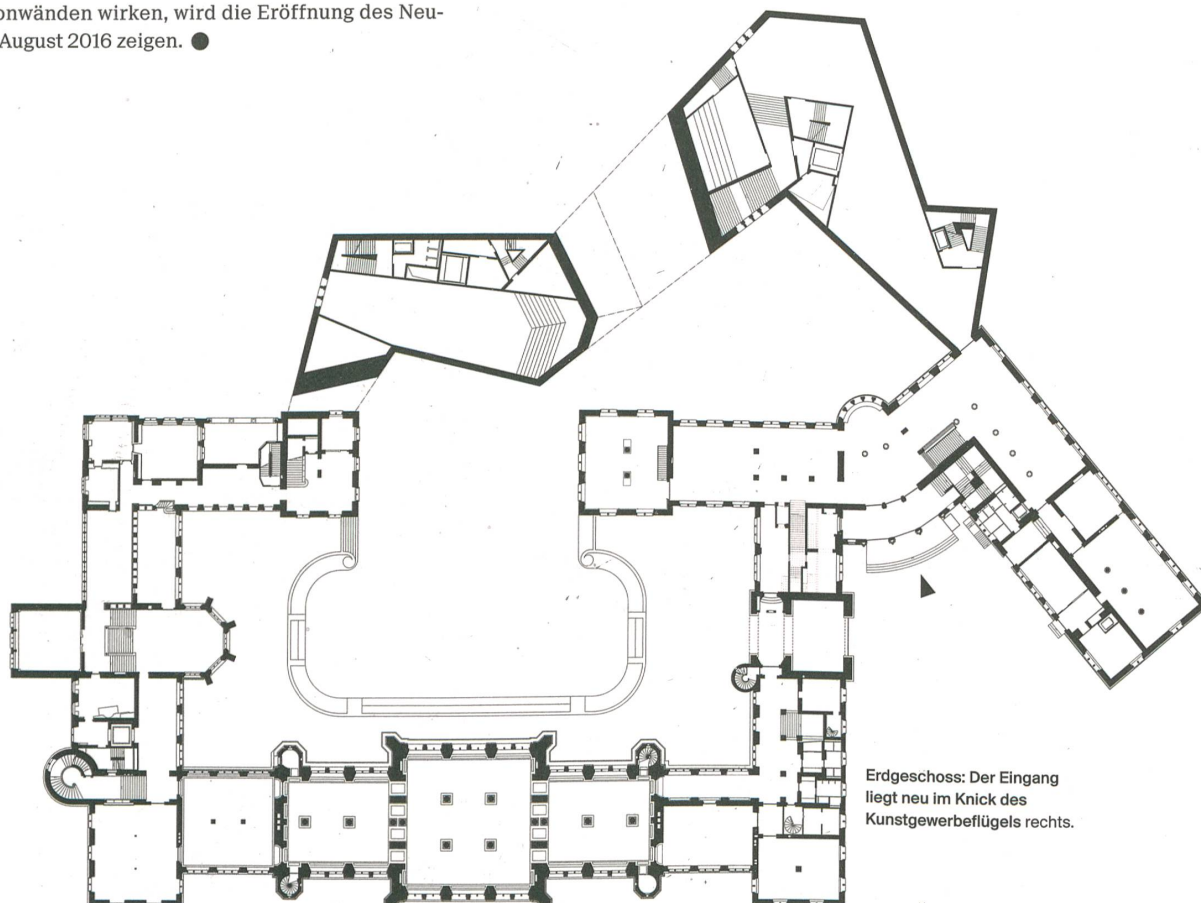 onwänden wirken, wird die Eröffnung des Neu-
August 2016 zeigen. ●
Erdgeschoss: Der Eingang
liegt neu im Knick des
Kunstgewerbeflügels rechts.